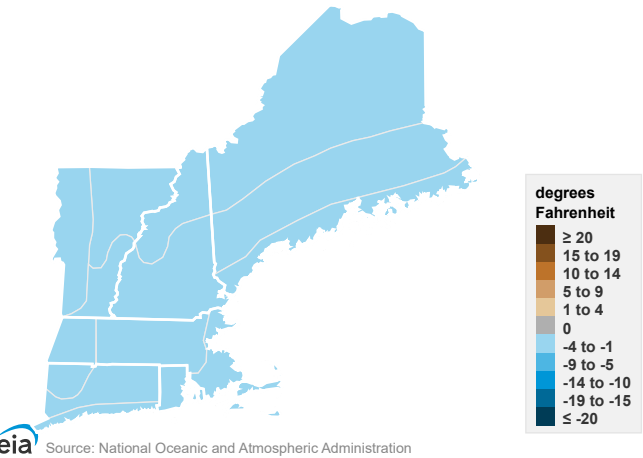 degrees
Fahrenheit
≥ 20
15 to 19
10 to 14
5 to 9
1 to 4
0
-4 to -1
-9 to -5
-14 to -10
-19 to -15
≤ -20
eia
Source: National Oceanic and Atmospheric Administration